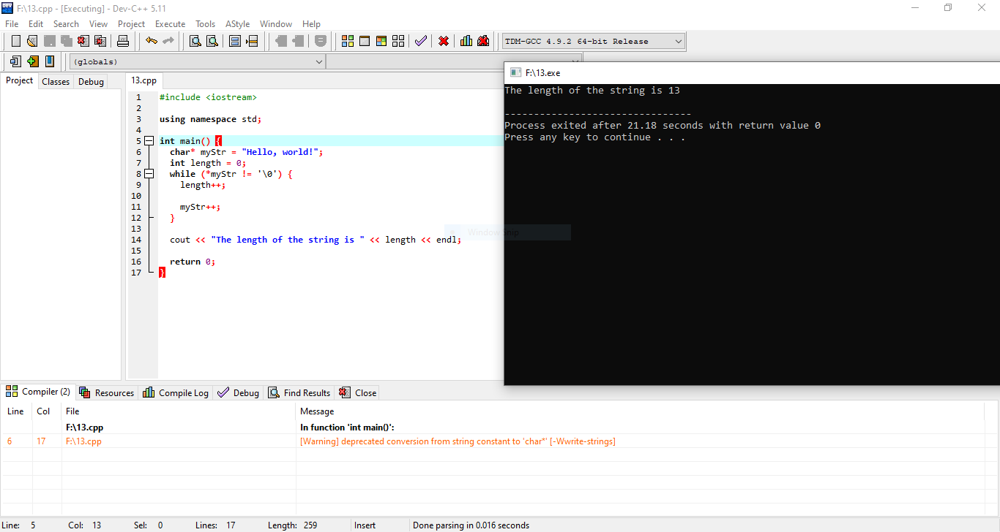 F:\13.cpp - [Executing] - Dev-C++ 5.11
File Edit Search View Project Execute Tools AStyle Window Help
TDM-GCC 4.9.2 64-bit Release
(globals)
Project Classes Debug
13.cpp
1 #include <iostream>
2
3 using namespace std;
4
5 int main() {
6 char* myStr = "Hello, world!";
7 int length = 0;
8 while (*myStr != '\0') {
9 length++;
10
11 myStr++;
12 }
13
14 cout << "The length of the string is " << length << endl;
15
16 return 0;
17 }
Window Snip
F:\13.exe
The length of the string is 13
--------------------------------
Process exited after 21.18 seconds with return value 0
Press any key to continue . . .
Compiler (2) Resources Compile Log Debug Find Results Close
Line Col File Message
F:\13.cpp In function 'int main()':
6 17 F:\13.cpp [Warning] deprecated conversion from string constant to 'char*' [-Wwrite-strings]
Line: 5 Col: 13 Sel: 0 Lines: 17 Length: 259 Insert Done parsing in 0.016 seconds